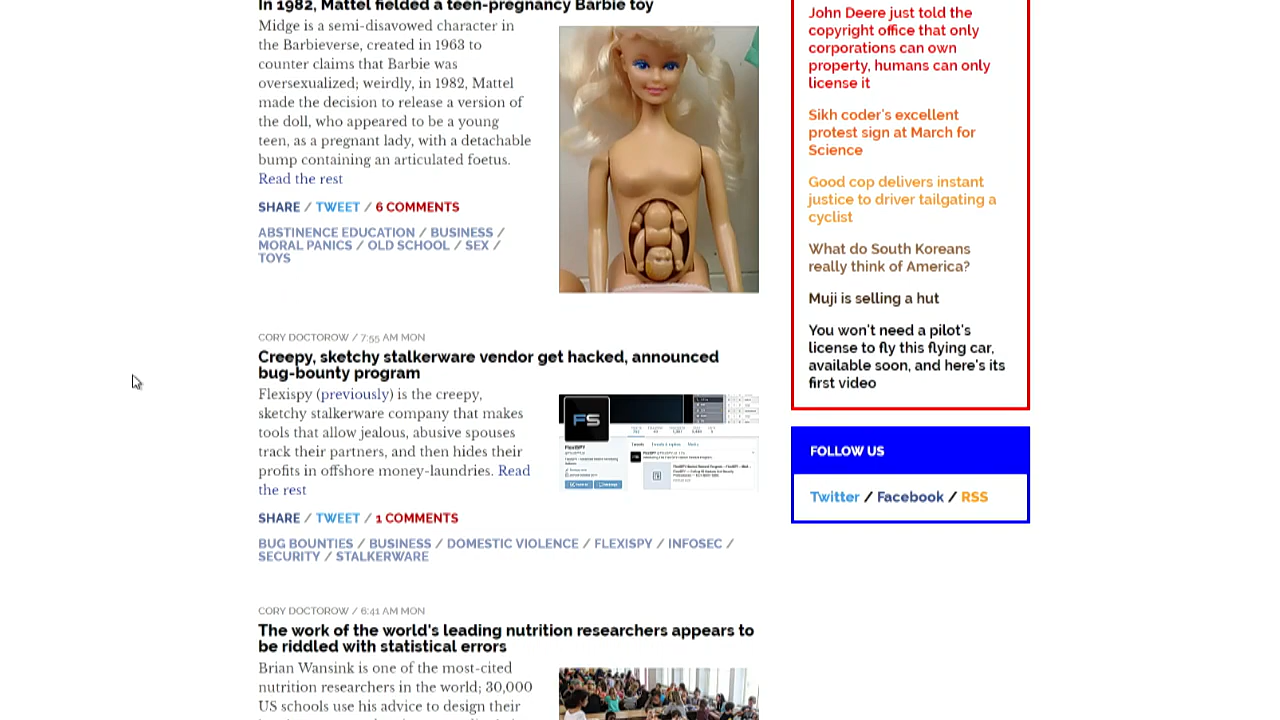 In 1982, Mattel fielded a teen-pregnancy Barbie toy
Midge is a semi-disavowed character in
the Barbieverse, created in 1963 to
counter claims that Barbie was
oversexualized; weirdly, in 1982, Mattel
made the decision to release a version of
the doll, who appeared to be a young
teen, as a pregnant lady, with a detachable
bump containing an articulated foetus.
Read the rest
SHARE / TWEET / 6 COMMENTS
ABSTINENCE EDUCATION / BUSINESS /
MORAL PANICS / OLD SCHOOL / SEX /
TOYS
CORY DOCTOROW / 7:55 AM MON
Creepy, sketchy stalkerware vendor get hacked, announced
bug-bounty program
Flexispy (previously) is the creepy,
sketchy stalkerware company that makes
tools that allow jealous, abusive spouses
track their partners, and then hides their
profits in offshore money-laundries. Read
the rest
FS
SHARE / TWEET / 1 COMMENTS
BUG BOUNTIES / BUSINESS / DOMESTIC VIOLENCE / FLEXISPY / INFOSEC /
SECURITY / STALKERWARE
CORY DOCTOROW / 6:41 AM MON
The work of the world's leading nutrition researchers appears to
be riddled with statistical errors
Brian Wansink is one of the most-cited
nutrition researchers in the world; 30,000
US schools use his advice to design their
John Deere just told the
copyright office that only
corporations can own
property, humans can only
license it
Sikh coder's excellent
protest sign at March for
Science
Good cop delivers instant
justice to driver tailgating a
cyclist
What do South Koreans
really think of America?
Muji is selling a hut
You won't need a pilot's
license to fly this flying car,
available soon, and here's its
first video
FOLLOW US
Twitter / Facebook / RSS